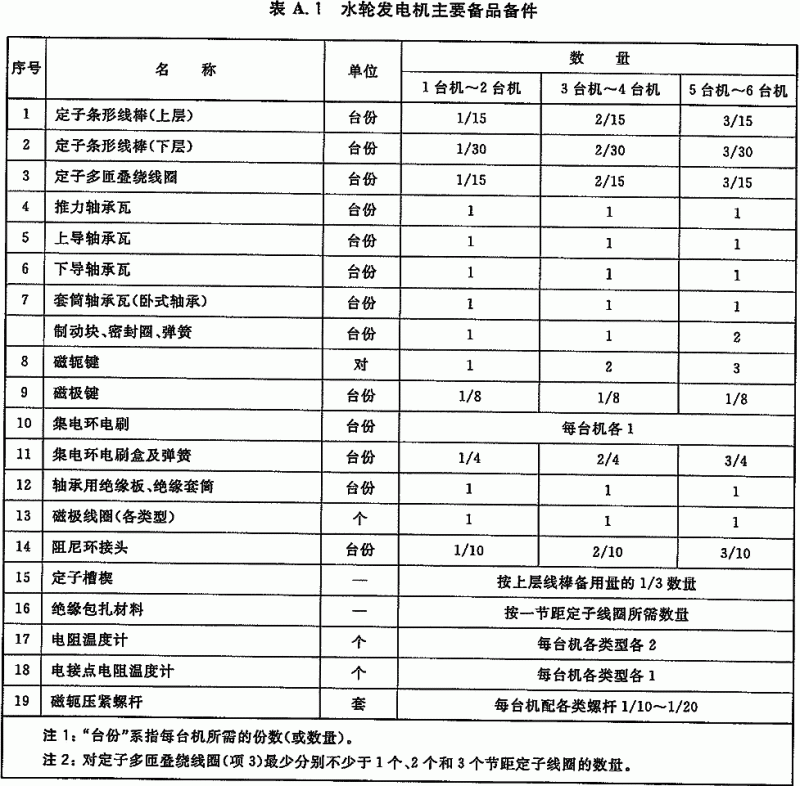 表 A.1 水轮发电机主要备品备件
序号 名 称 单位 数 量
1台机～2台机 3台机～4台机 5台机～6台机
1 定子条形线棒(上层) 台份 1/15 2/15 3/15
2 定子条形线棒(下层) 台份 1/30 2/30 3/30
3 定子多匝叠绕线圈 台份 1/15 2/15 3/15
4 推力轴承瓦 台份 1 1 1
5 上导轴承瓦 台份 1 1 1
6 下导轴承瓦 台份 1 1 1
7 套筒轴承瓦(卧式轴承) 台份 1 1 1
制动块、密封圈、弹簧 台份 1 1 2
8 磁轭键 对 1 2 3
9 磁极键 台份 1/8 1/8 1/8
10 集电环电刷 台份 每台机各1
11 集电环电刷盒及弹簧 台份 1/4 2/4 3/4
12 轴承用绝缘板、绝缘套筒 台份 1 1 1
13 磁极线圈(各类型) 个 1 1 1
14 阻尼环接头 台份 1/10 2/10 3/10
15 定子槽楔 — 按上层线棒备用量的1/3数量
16 绝缘包扎材料 — 按一节距定子线圈所需数量
17 电阻温度计 个 每台机各类型各2
18 电接点电阻温度计 个 每台机各类型各1
19 磁轭压紧螺杆 套 每台机配各类螺杆1/10～1/20
注1：“台份”系指每台机所需的份数(或数量)。
注2：对定子多匝叠绕线圈(项3)最少分别不少于1个、2个和3个节距定子线圈的数量。